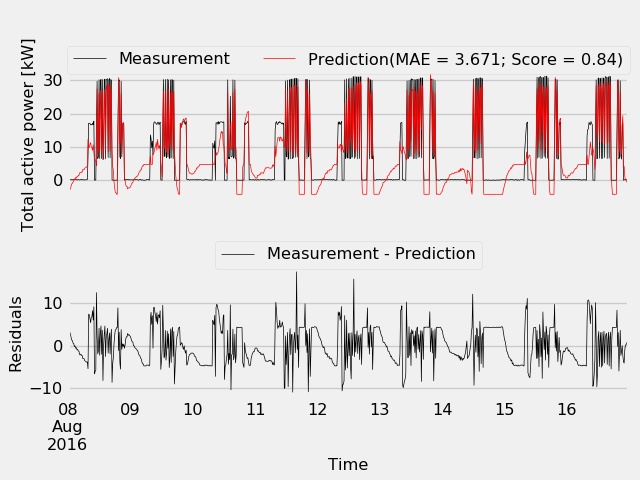 Measurement
Prediction(MAE = 3.671; Score = 0.84)
Total active power [kW]
30
20
10
0
Measurement - Prediction
Residuals
10
0
−10
08 09 10 11 12 13 14 15 16
Aug
2016
Time